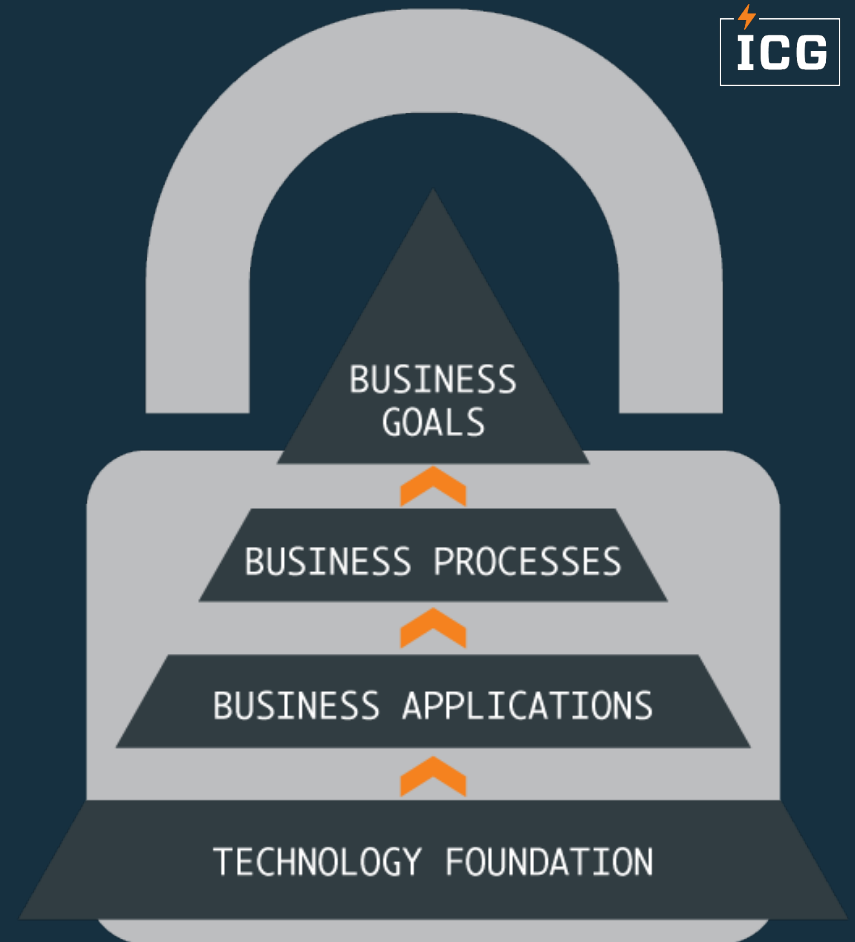 ICG
BUSINESS
GOALS
BUSINESS PROCESSES
BUSINESS APPLICATIONS
TECHNOLOGY FOUNDATION